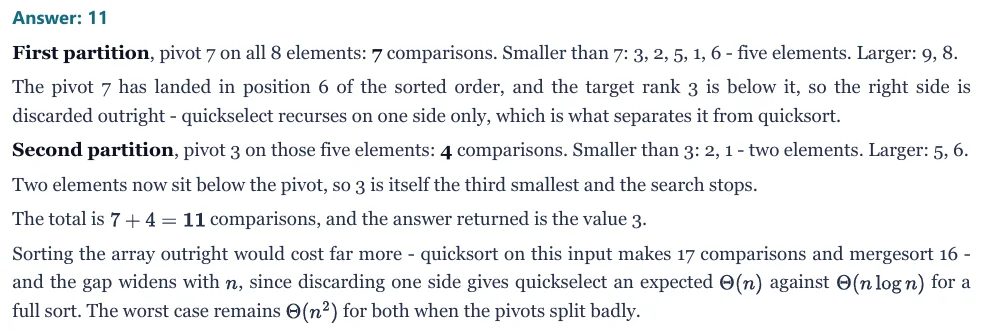 Answer: 11
First partition, pivot 7 on all 8 elements: 7 comparisons. Smaller than 7: 3, 2, 5, 1, 6 - five elements. Larger: 9, 8.
The pivot 7 has landed in position 6 of the sorted order, and the target rank 3 is below it, so the right side is
discarded outright - quickselect recurses on one side only, which is what separates it from quicksort.
Second partition, pivot 3 on those five elements: 4 comparisons. Smaller than 3: 2, 1 - two elements. Larger: 5, 6.
Two elements now sit below the pivot, so 3 is itself the third smallest and the search stops.
The total is 7 + 4 = 11 comparisons, and the answer returned is the value 3.
Sorting the array outright would cost far more - quicksort on this input makes 17 comparisons and mergesort 16 -
and the gap widens with n, since discarding one side gives quickselect an expected Θ(n) against Θ(n log n) for a
full sort. The worst case remains Θ(n²) for both when the pivots split badly.